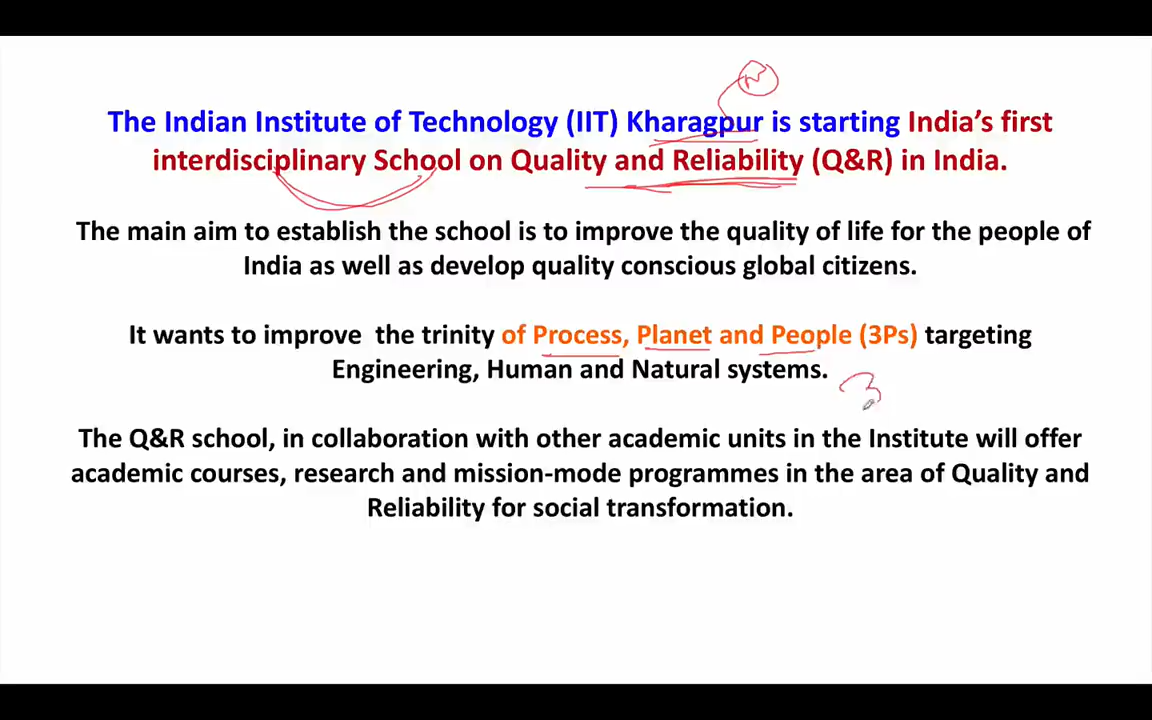 The Indian Institute of Technology (IIT) Kharagpur is starting India's first
interdisciplinary School on Quality and Reliability (Q&R) in India.
The main aim to establish the school is to improve the quality of life for the people of
India as well as develop quality conscious global citizens.
It wants to improve the trinity of Process, Planet and People (3Ps) targeting
Engineering, Human and Natural systems.
3
The Q&R school, in collaboration with other academic units in the Institute will offer
academic courses, research and mission-mode programmes in the area of Quality and
Reliability for social transformation.